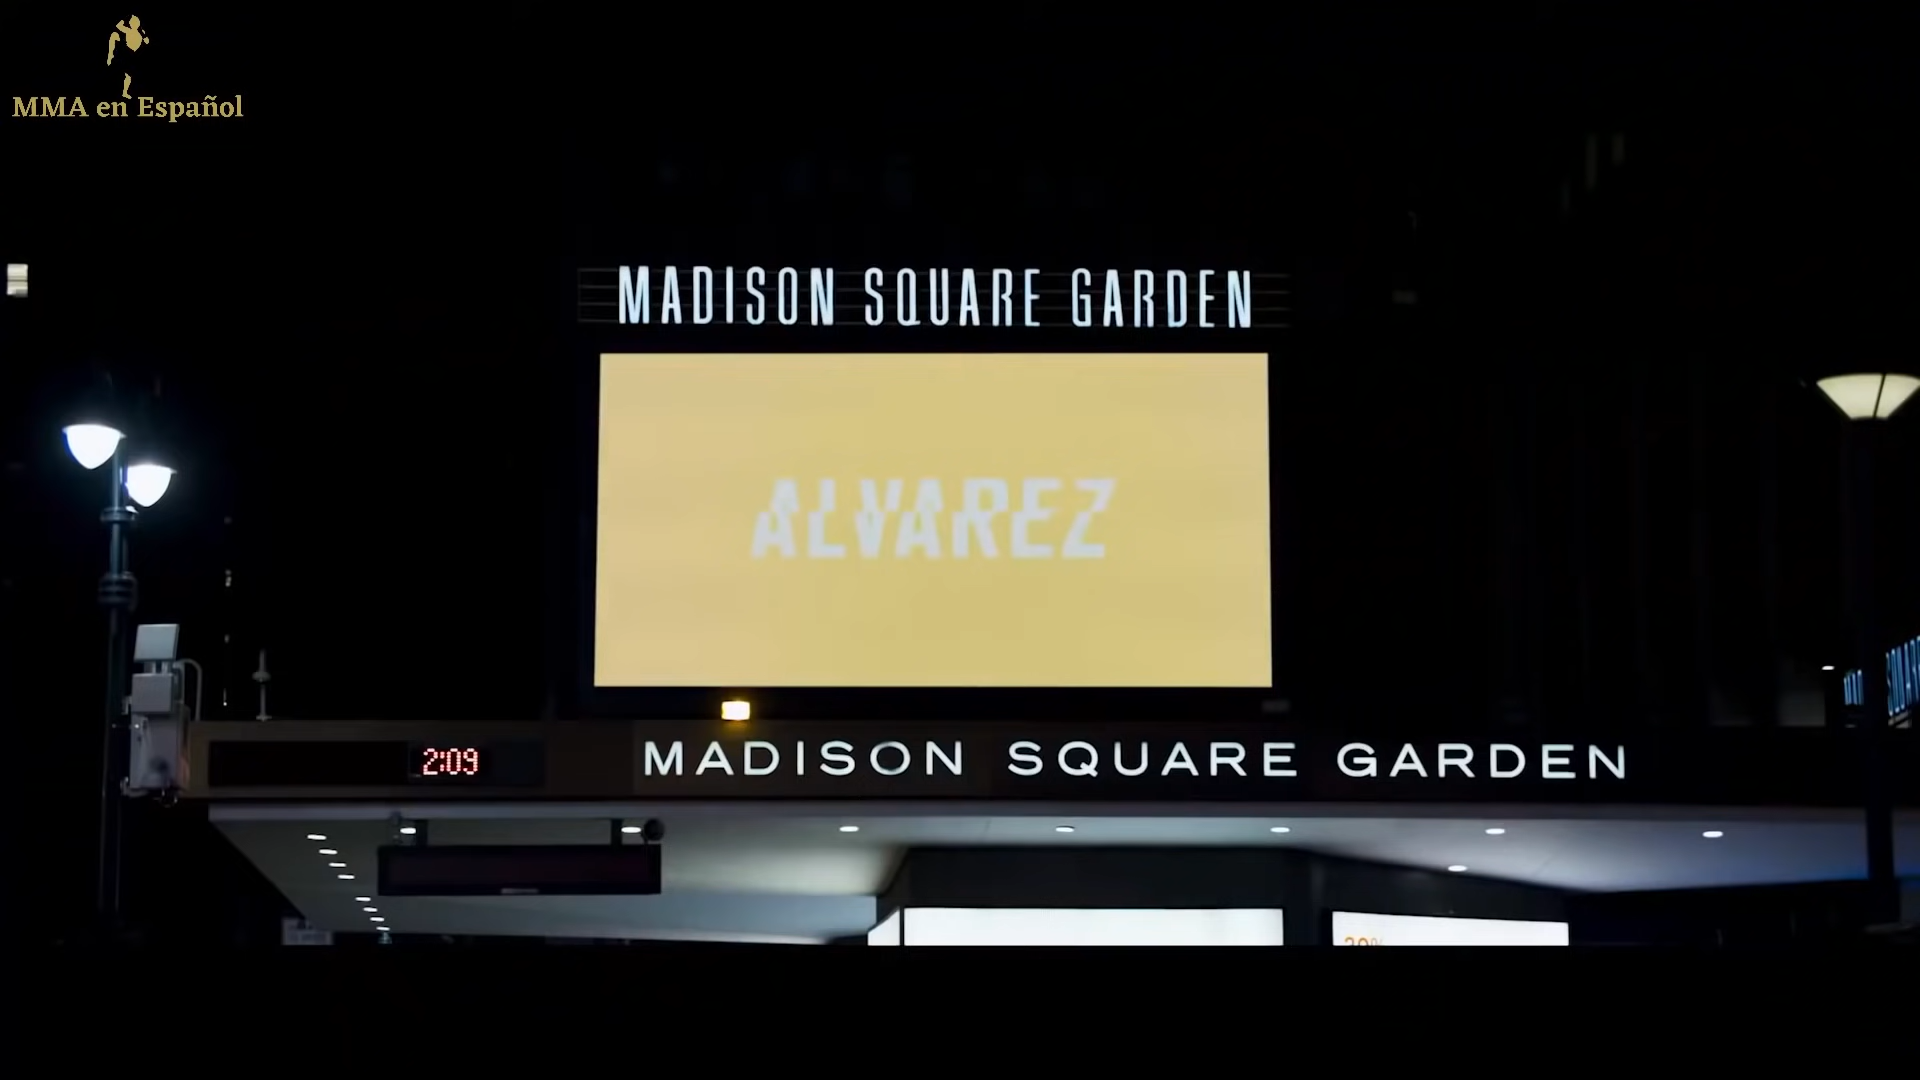 MMA en Español
MADISON SQUARE GARDEN
ALVAREZ
2:09
MADISON SQUARE GARDEN